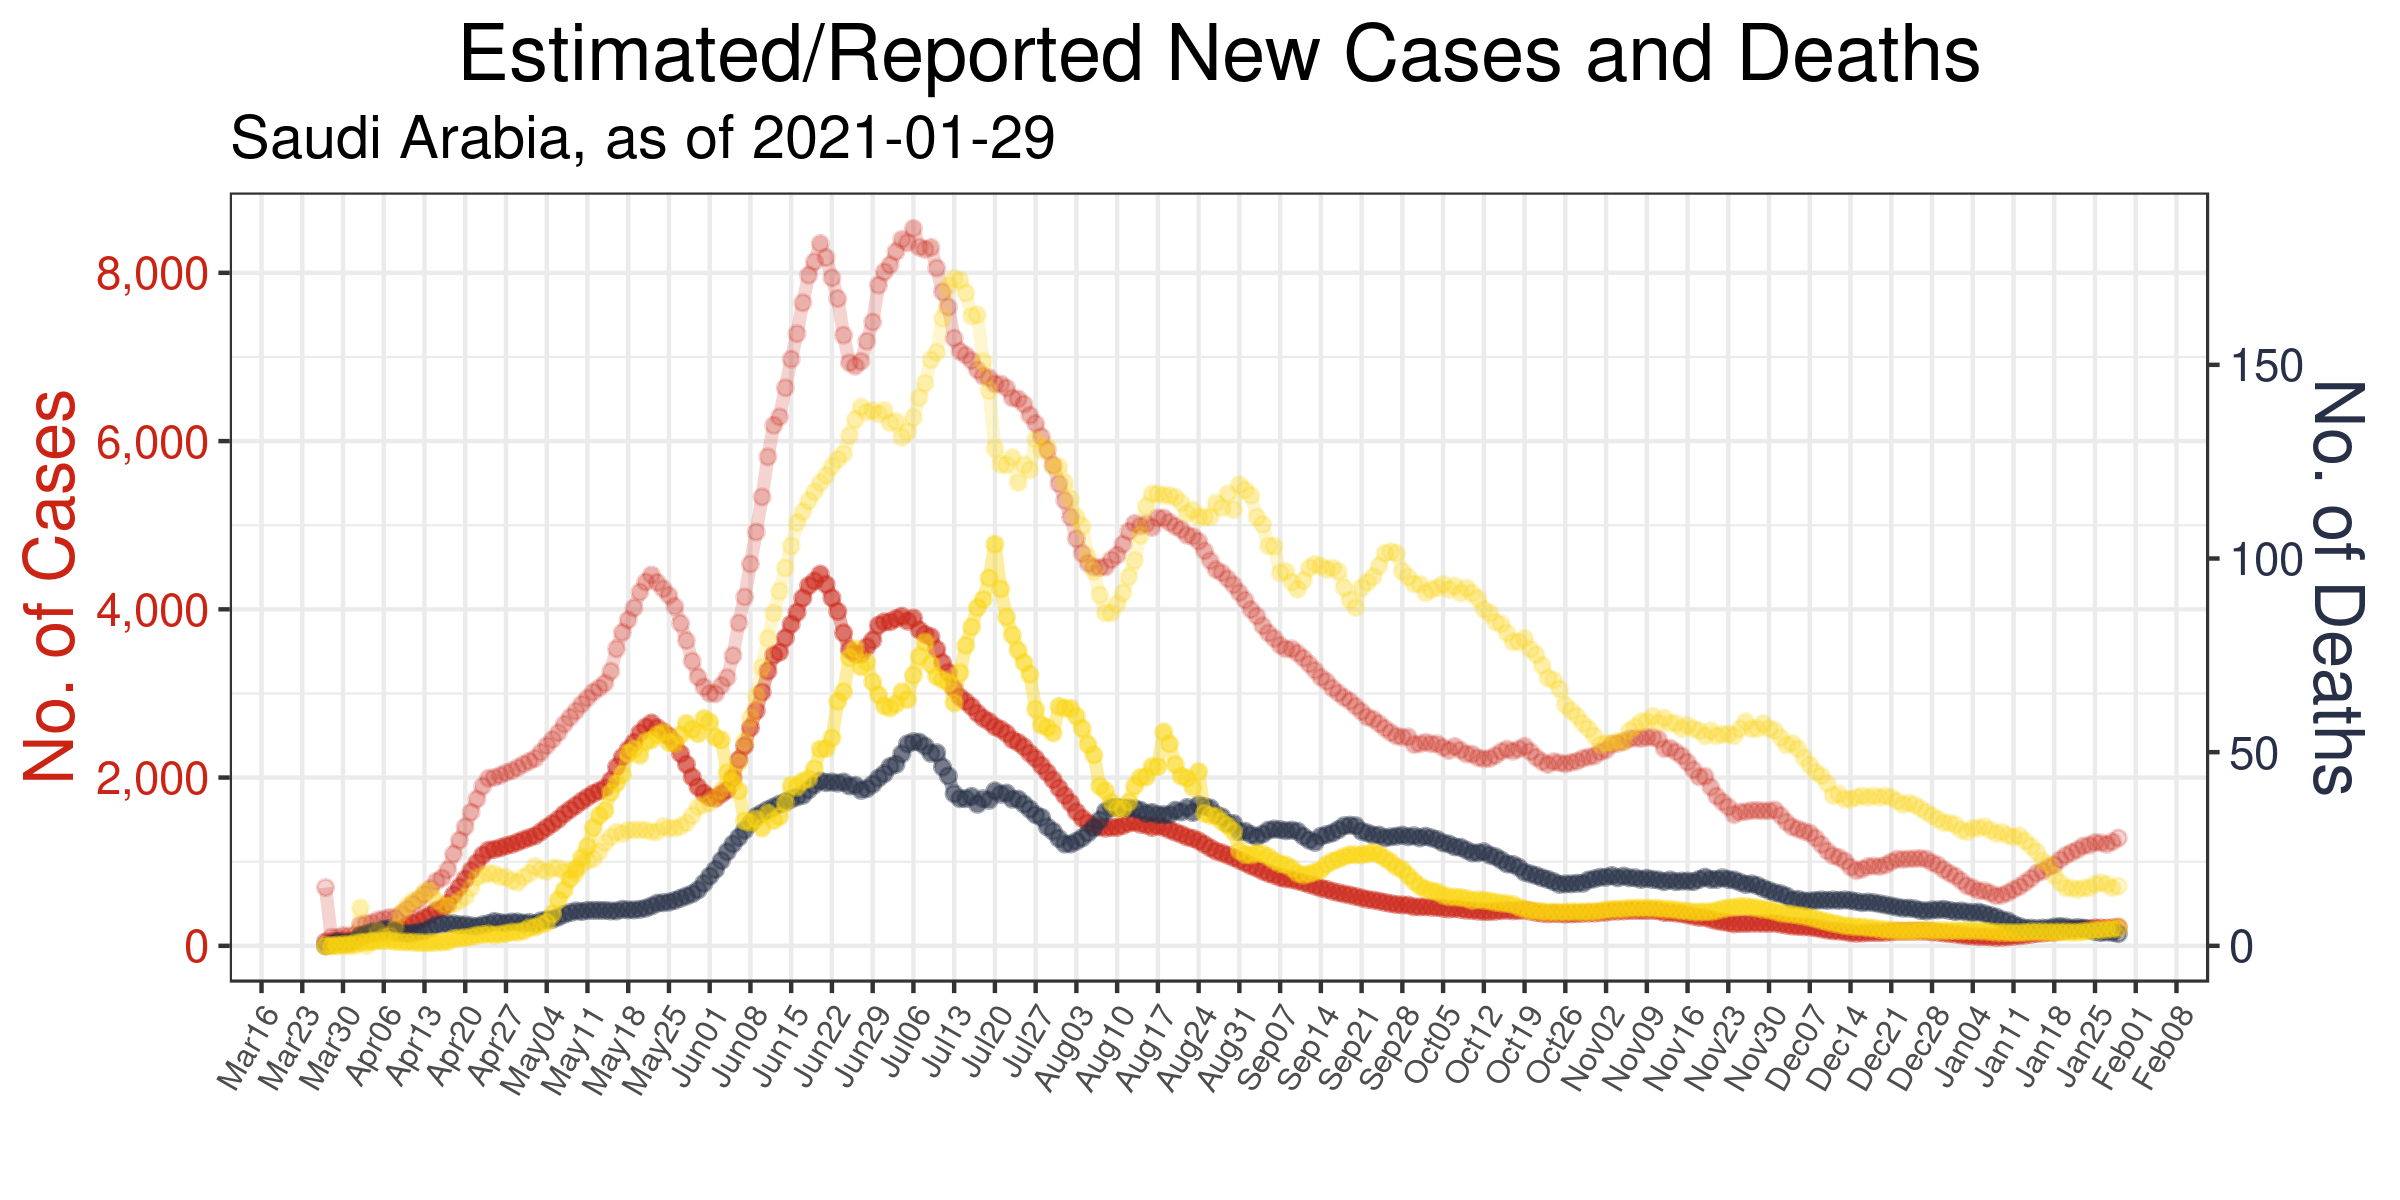 Estimated/Reported New Cases and Deaths
Saudi Arabia, as of 2021-01-29
No. of Cases
8,000
6,000
4,000
2,000
0
150
100
50
0
No. of Deaths
Mar16
Mar23
Mar30
Apr06
Apr13
Apr20
Apr27
May04
May11
May18
May25
Jun01
Jun08
Jun15
Jun22
Jun29
Jul06
Jul13
Jul20
Jul27
Aug03
Aug10
Aug17
Aug24
Aug31
Sep07
Sep14
Sep21
Sep28
Oct05
Oct12
Oct19
Oct26
Nov02
Nov09
Nov16
Nov23
Nov30
Dec07
Dec14
Dec21
Dec28
Jan04
Jan11
Jan18
Jan25
Feb01
Feb08